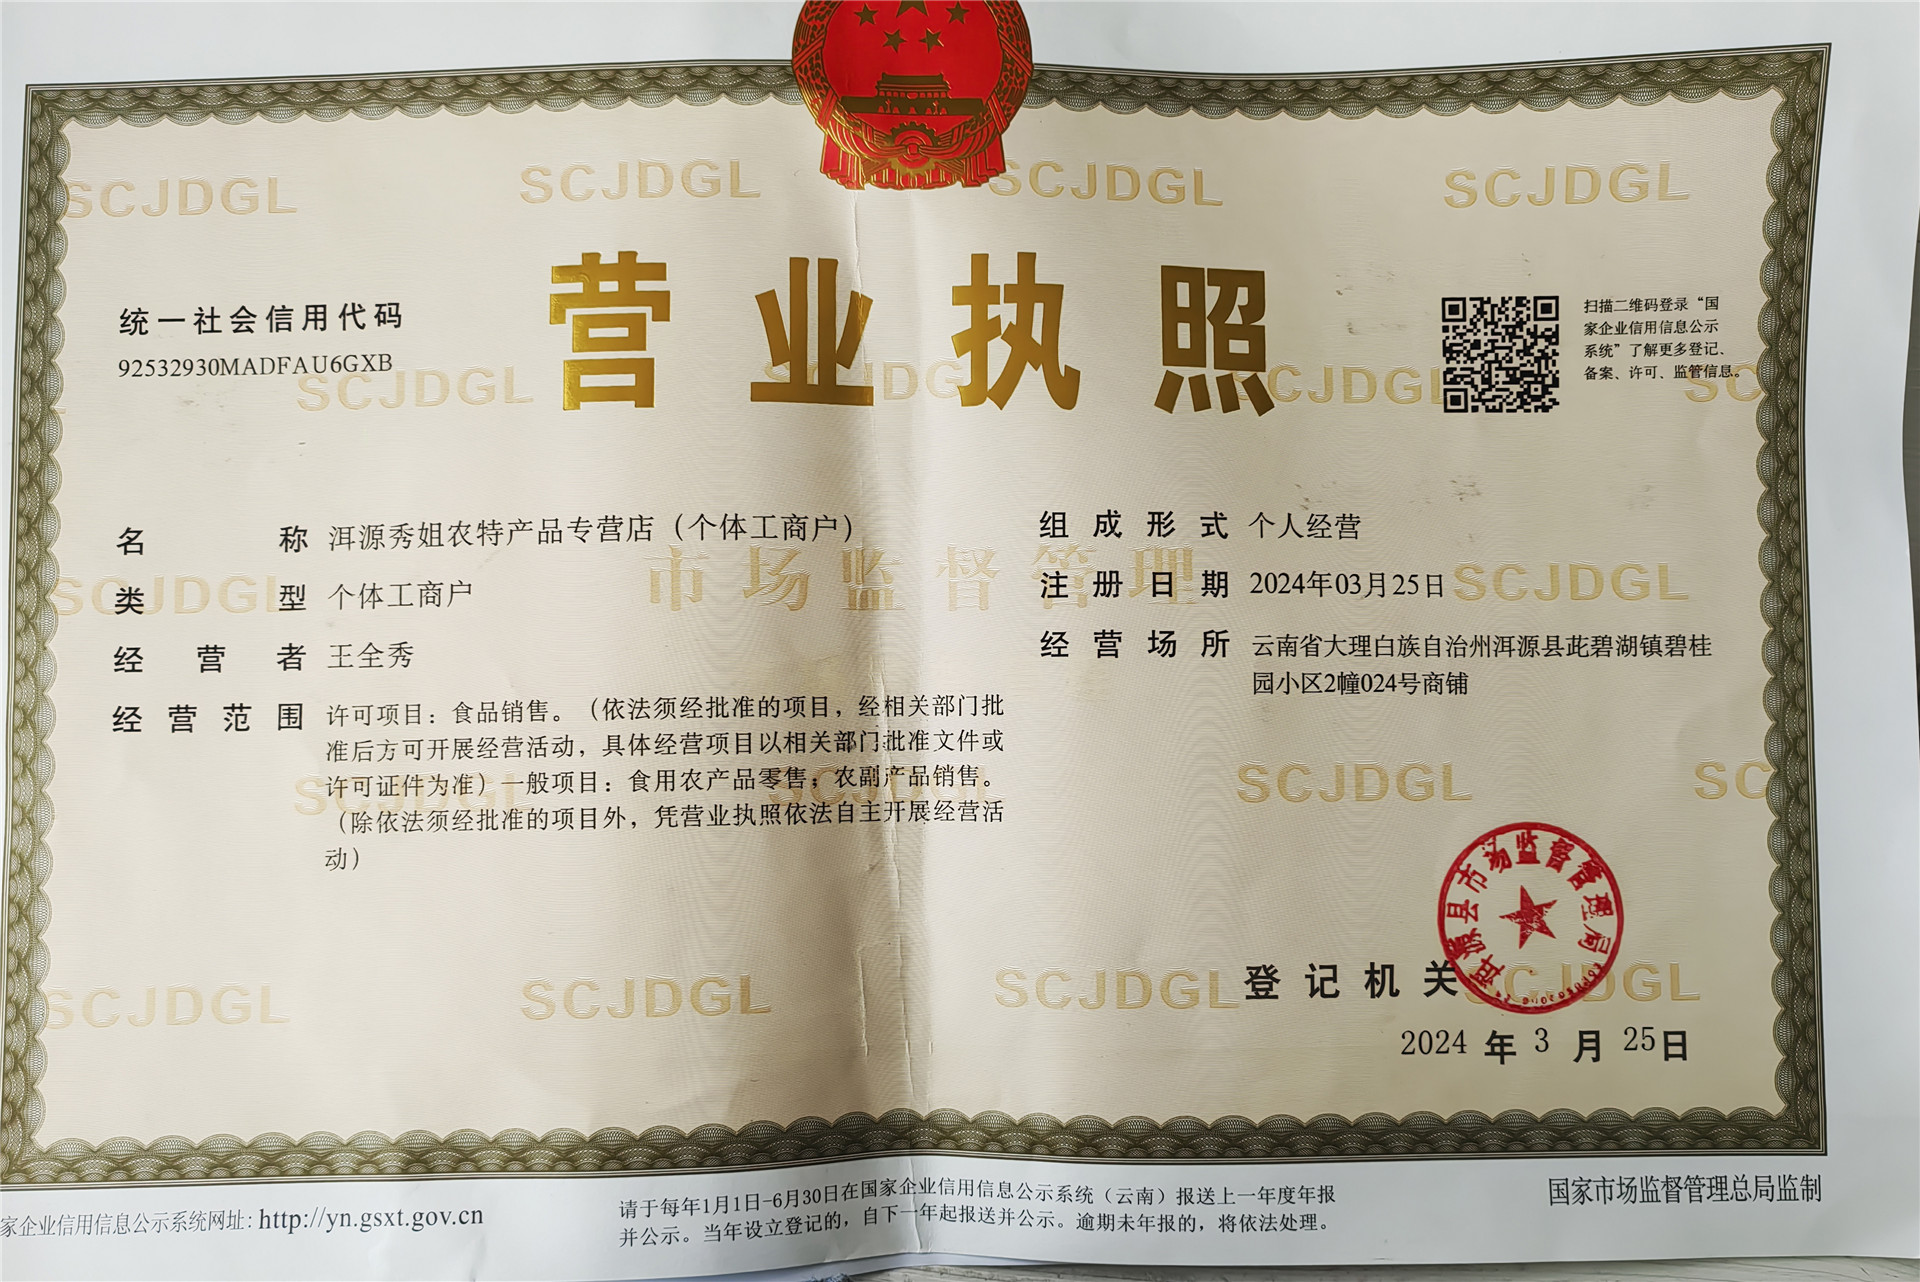 营业执照
统一社会信用代码
92532930MADFAU6GXB
扫描二维码登录“国
家企业信用信息公示
系统”了解更多登记、
备案、许可、监管信息。
名称 洱源秀姐农特产品专营店（个体工商户）
类型 个体工商户
经营者 王全秀
经营范围 许可项目：食品销售。（依法须经批准的项目，经相关部门批
准后方可开展经营活动，具体经营项目以相关部门批准文件或
许可证件为准）一般项目：食用农产品零售；农副产品销售。
（除依法须经批准的项目外，凭营业执照依法自主开展经营活
动）
组成形式 个人经营
注册日期 2024年03月25日
经营场所 云南省大理白族自治州洱源县茈碧湖镇碧桂
园小区2幢024号商铺
市场监督管理
SCJDGL
洱源县市场监督管理局
登记机关
2024年3月25日
家企业信用信息公示系统网址：http://yn.gsxt.gov.cn
请于每年1月1日-6月30日在国家企业信用信息公示系统（云南）报送上一年度年报
并公示。当年设立登记的，自下一年起报送并公示。逾期未年报的，将依法处理。
国家市场监督管理总局监制